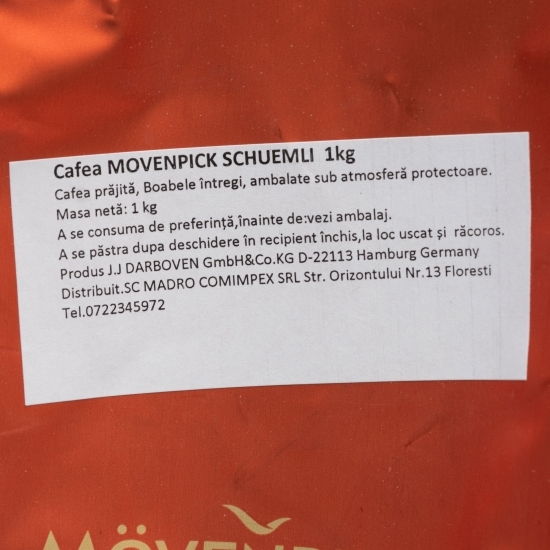 Cafea MOVENPICK SCHUEMLI 1kg
Cafea prăjită, Boabele întregi, ambalate sub atmosferă protectoare.
Masa netă: 1 kg
A se consuma de preferință,înainte de:vezi ambalaj.
A se păstra dupa deschidere în recipient închis,la loc uscat și răcoros.
Produs J.J DARBOVEN GmbH&Co.KG D-22113 Hamburg Germany
Distribuit.SC MADRO COMIMPEX SRL Str. Orizontului Nr.13 Floresti
Tel.0722345972